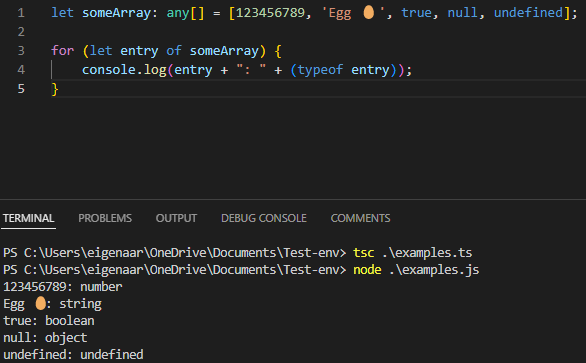 1 let someArray: any[] = [123456789, 'Egg 🥚', true, null, undefined];
2
3 for (let entry of someArray) {
4     console.log(entry + ": " + (typeof entry));
5 }
TERMINAL PROBLEMS OUTPUT DEBUG CONSOLE COMMENTS
PS C:\Users\eigenaar\OneDrive\Documents\Test-env> tsc .\examples.ts
PS C:\Users\eigenaar\OneDrive\Documents\Test-env> node .\examples.js
123456789: number
Egg 🥚: string
true: boolean
null: object
undefined: undefined